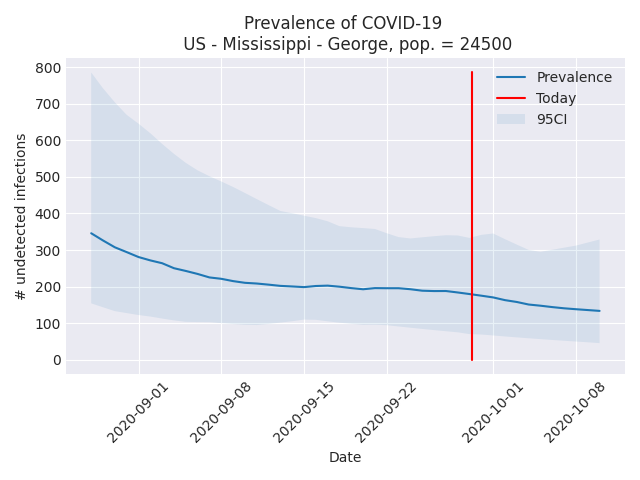 Prevalence of COVID-19
US - Mississippi - George, pop. = 24500
Prevalence
Today
95CI
# undetected infections
800
700
600
500
400
300
200
100
0
2020-09-01
2020-09-08
2020-09-15
2020-09-22
2020-10-01
2020-10-08
Date